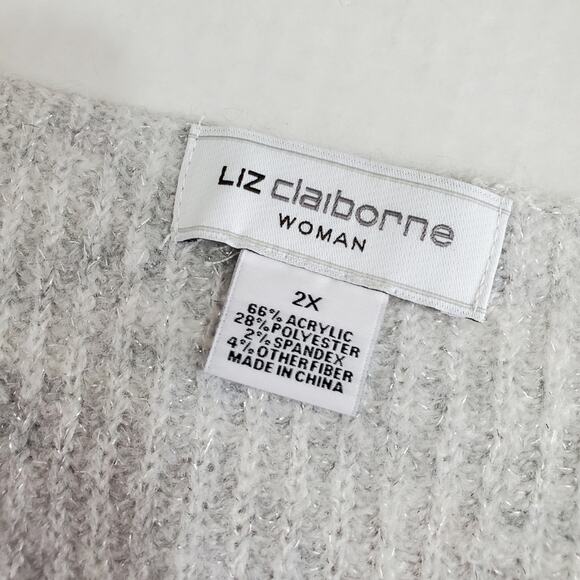 LIZ claiborne
WOMAN
2X
66% ACRYLIC
28% POLYESTER
2% SPANDEX
4% OTHER FIBER
MADE IN CHINA